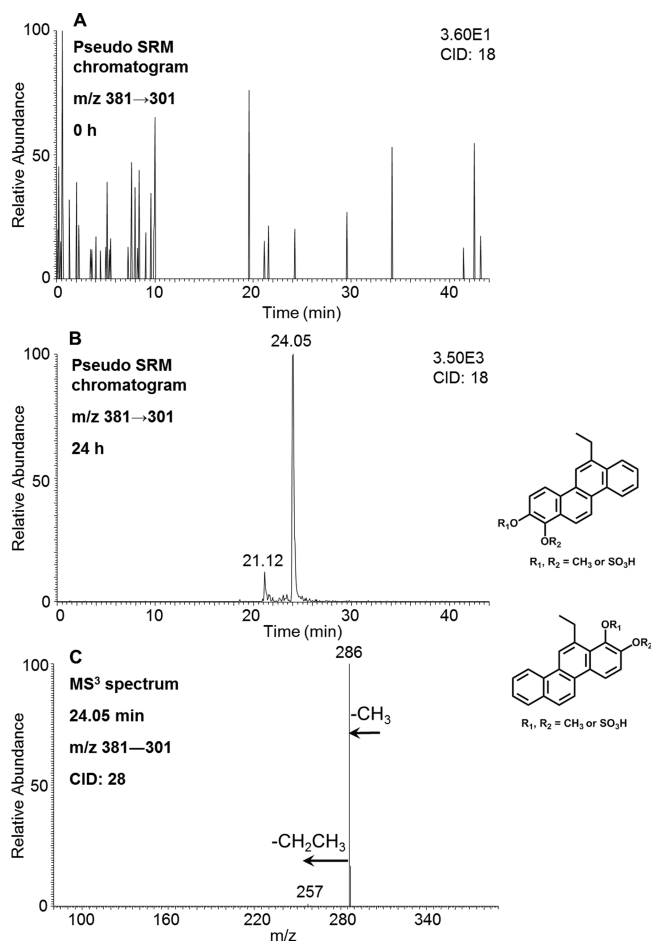 A
Pseudo SRM
chromatogram
m/z 381→301
0 h
3.60E1
CID: 18
Relative Abundance
100
50
0
0 10 20 30 40
Time (min)
B
24.05
Pseudo SRM
chromatogram
m/z 381→301
24 h
3.50E3
CID: 18
21.12
Relative Abundance
100
50
0
0 10 20 30 40
Time (min)
R₁O
OR₂
R₁, R₂ = CH₃ or SO₃H
C
286
MS³ spectrum
24.05 min
m/z 381—301
CID: 28
-CH₃
-CH₂CH₃
257
Relative Abundance
100
50
0
100 160 220 280 340
m/z
OR₁
OR₂
R₁, R₂ = CH₃ or SO₃H